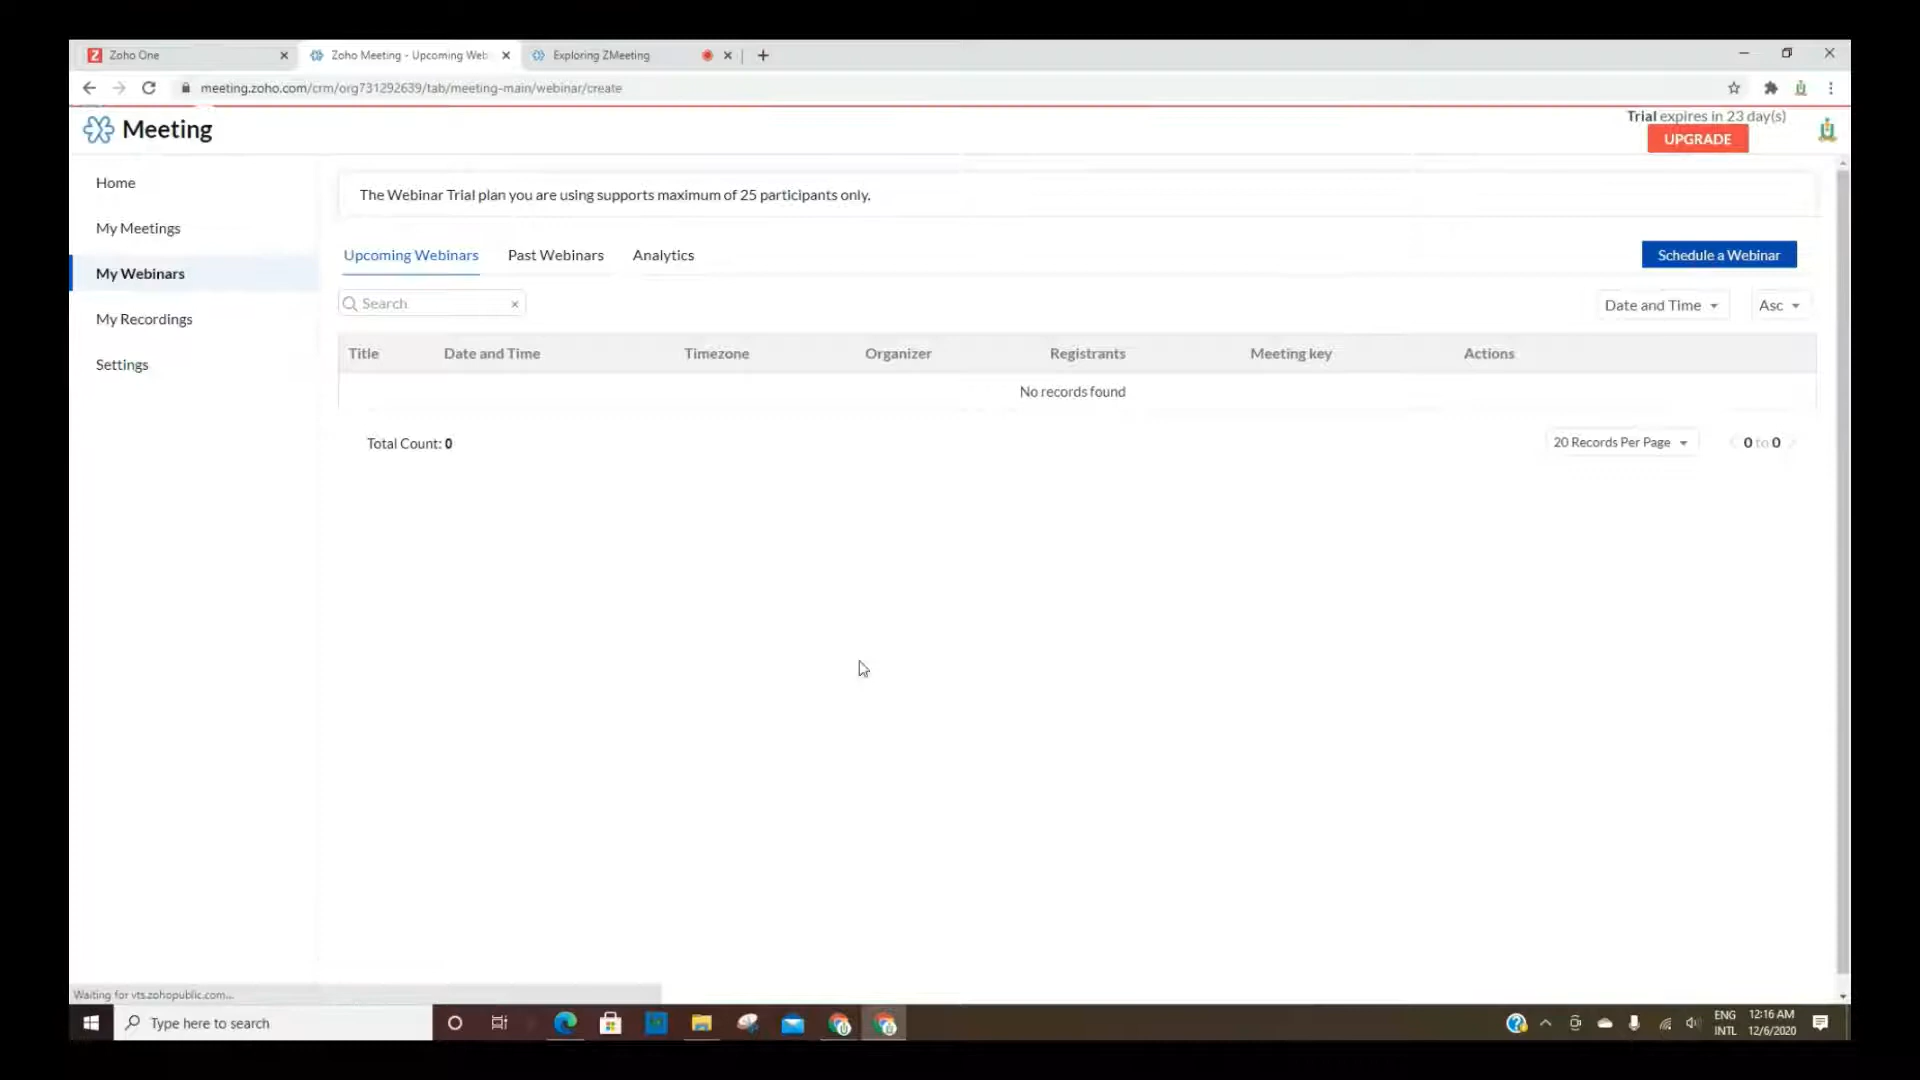 Zoho One
Zoho Meeting - Upcoming Web
Exploring ZMeeting
meeting.zoho.com/crm/org731292639/tab/meeting-main/webinar/create
Meeting
Trial expires in 23 day(s)
UPGRADE
Home
My Meetings
My Webinars
My Recordings
Settings
The Webinar Trial plan you are using supports maximum of 25 participants only.
Upcoming Webinars Past Webinars Analytics
Schedule a Webinar
Search
Date and Time
Asc
Title Date and Time Timezone Organizer Registrants Meeting key Actions
No records found
Total Count: 0
20 Records Per Page
0 to 0
Waiting for vts.zohopublic.com...
Type here to search
ENG
INTL
12:16 AM
12/6/2020